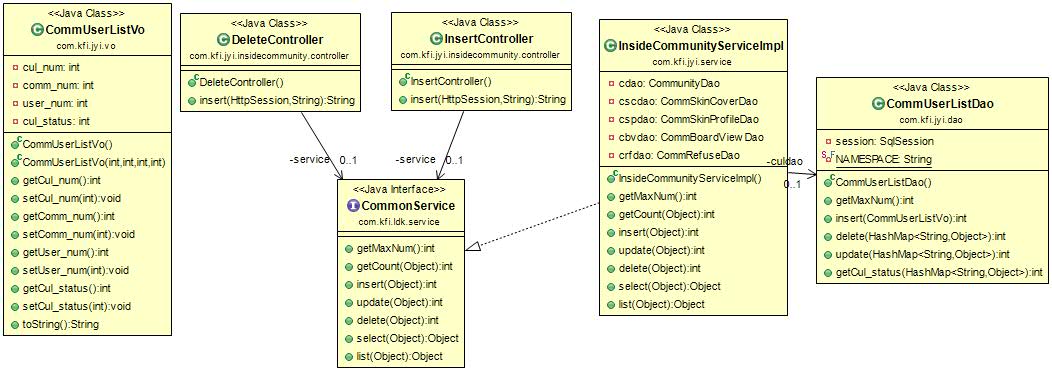 <<Java Class>>
CommUserListVo
com.kfi.jyi.vo
cul_num: int
comm_num: int
user_num: int
cul_status: int
CommUserListVo()
CommUserListVo(int,int,int,int)
getCul_num():int
setCul_num(int):void
getComm_num():int
setComm_num(int):void
getUser_num():int
setUser_num(int):void
getCul_status():int
setCul_status(int):void
toString():String
<<Java Class>>
DeleteController
com.kfi.jyi.insidecommunity.controller
DeleteController()
insert(HttpSession,String):String
<<Java Class>>
InsertController
com.kfi.jyi.insidecommunity.controller
InsertController()
insert(HttpSession,String):String
-service
0..1
-service
0..1
<<Java Interface>>
CommonService
com.kfi.ldk.service
getMaxNum():int
getCount(Object):int
insert(Object):int
update(Object):int
delete(Object):int
select(Object):Object
list(Object):Object
<<Java Class>>
InsideCommunityServiceImpl
com.kfi.jyi.service
cdao: CommunityDao
cscdao: CommSkinCoverDao
cspdao: CommSkinProfileDao
cbvdao: CommBoardViewDao
crfdao: CommRefuseDao
InsideCommunityServiceImpl()
getMaxNum():int
getCount(Object):int
insert(Object):int
update(Object):int
delete(Object):int
select(Object):Object
list(Object):Object
-culdao
0..1
<<Java Class>>
CommUserListDao
com.kfi.jyi.dao
session: SqlSession
NAMESPACE: String
CommUserListDao()
getMaxNum():int
insert(CommUserListVo):int
delete(HashMap<String,Object>):int
update(HashMap<String,Object>):int
getCul_status(HashMap<String,Object>):int